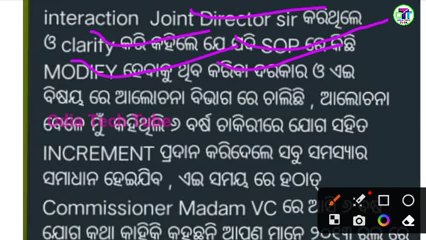 interaction Joint Director sir କରିଥିଲେ
ଓ clarify କରି କହିଲେ ଯେ ଯଦି SOP ରେ କିଛି
MODIFY ହେବାକୁ ଥିବ କରିବା ଦରକାର ଓ ଏଇ
ବିଷୟ ରେ ଆଲୋଚନା ବିଭାଗ ରେ ଚାଲିଛି , ଆଲୋଚନା
ବେଳେ ମୁଁ କହିଥିଲି ୬ ବର୍ଷ ଚାକିରୀରେ ଯୋଗ ସହିତ
INCREMENT ପ୍ରଦାନ କରିଦେଲେ ସବୁ ସମସ୍ୟାର
ସମାଧାନ ହେଇଯିବ , ଏଇ ସମୟ ରେ ହଠାତ୍
Commissioner Madam VC ରେ
ଯୋଗ କଥା କାହିଁକି କହୁଛନ୍ତି ଆପଣ ମାନେ